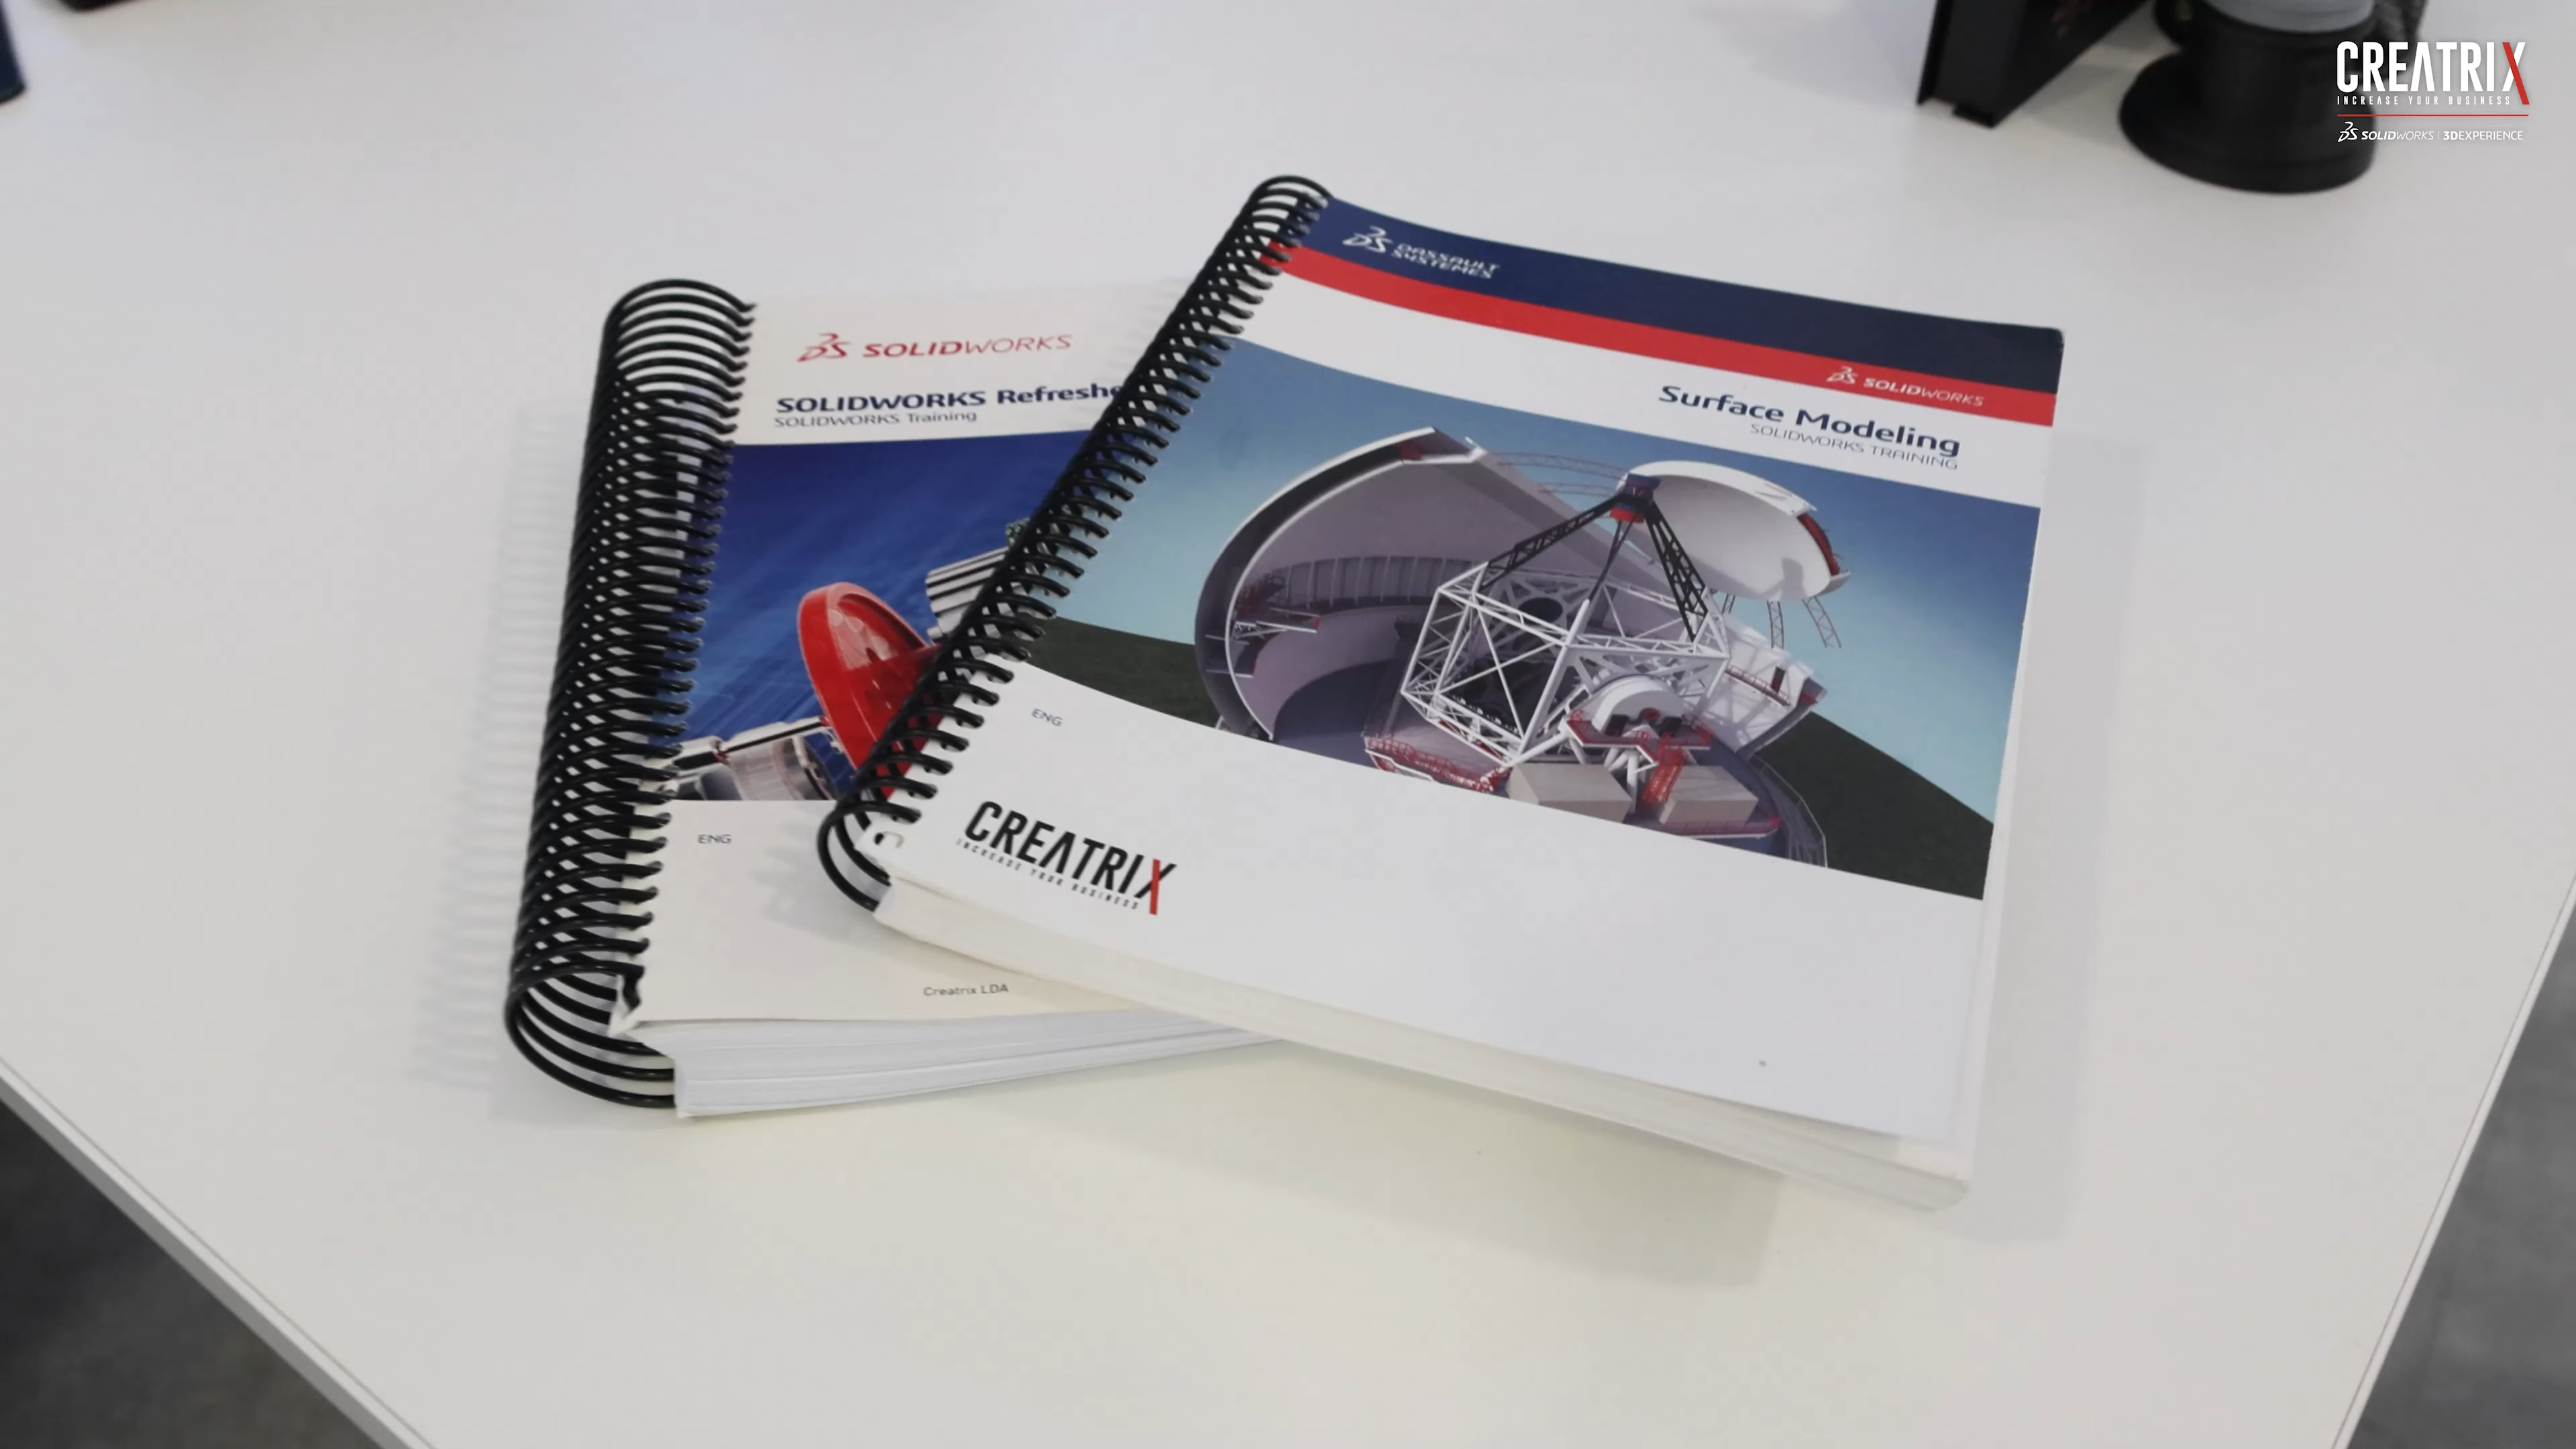 CREATRIX
INCREASE YOUR BUSINESS
SOLIDWORKS | 3DEXPERIENCE
DASSAULT
SYSTEMES
SOLIDWORKS
Surface Modeling
SOLIDWORKS TRAINING
ENG
CREATRIX
INCREASE YOUR BUSINESS
SOLIDWORKS
SOLIDWORKS Refreshe
SOLIDWORKS Training
ENG
Creatrix LDA